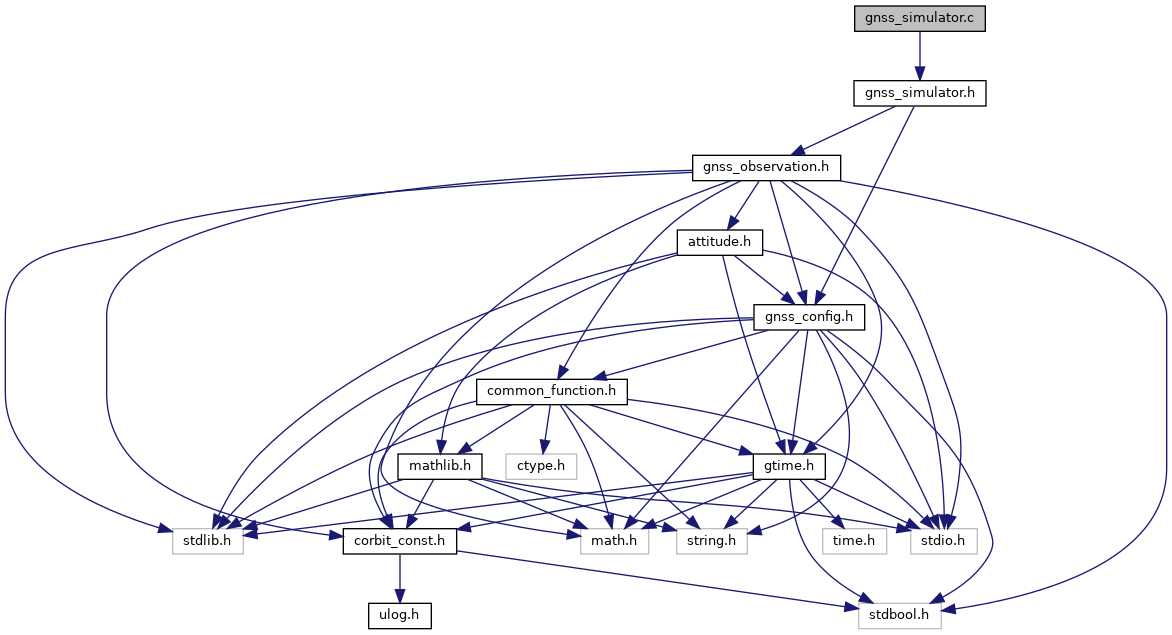 gnss_simulator.c
gnss_simulator.h
gnss_observation.h
attitude.h
gnss_config.h
common_function.h
mathlib.h
ctype.h
gtime.h
stdlib.h
corbit_const.h
math.h
string.h
time.h
stdio.h
ulog.h
stdbool.h